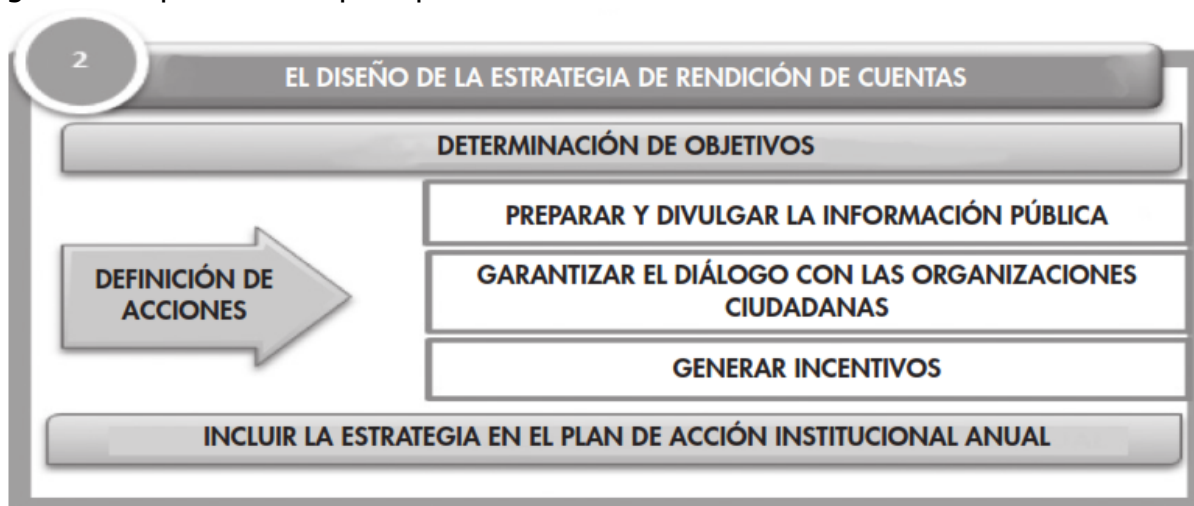 2
EL DISEÑO DE LA ESTRATEGIA DE RENDICIÓN DE CUENTAS
DETERMINACIÓN DE OBJETIVOS
DEFINICIÓN DE
ACCIONES
PREPARAR Y DIVULGAR LA INFORMACIÓN PÚBLICA
GARANTIZAR EL DIÁLOGO CON LAS ORGANIZACIONES
CIUDADANAS
GENERAR INCENTIVOS
INCLUIR LA ESTRATEGIA EN EL PLAN DE ACCIÓN INSTITUCIONAL ANUAL